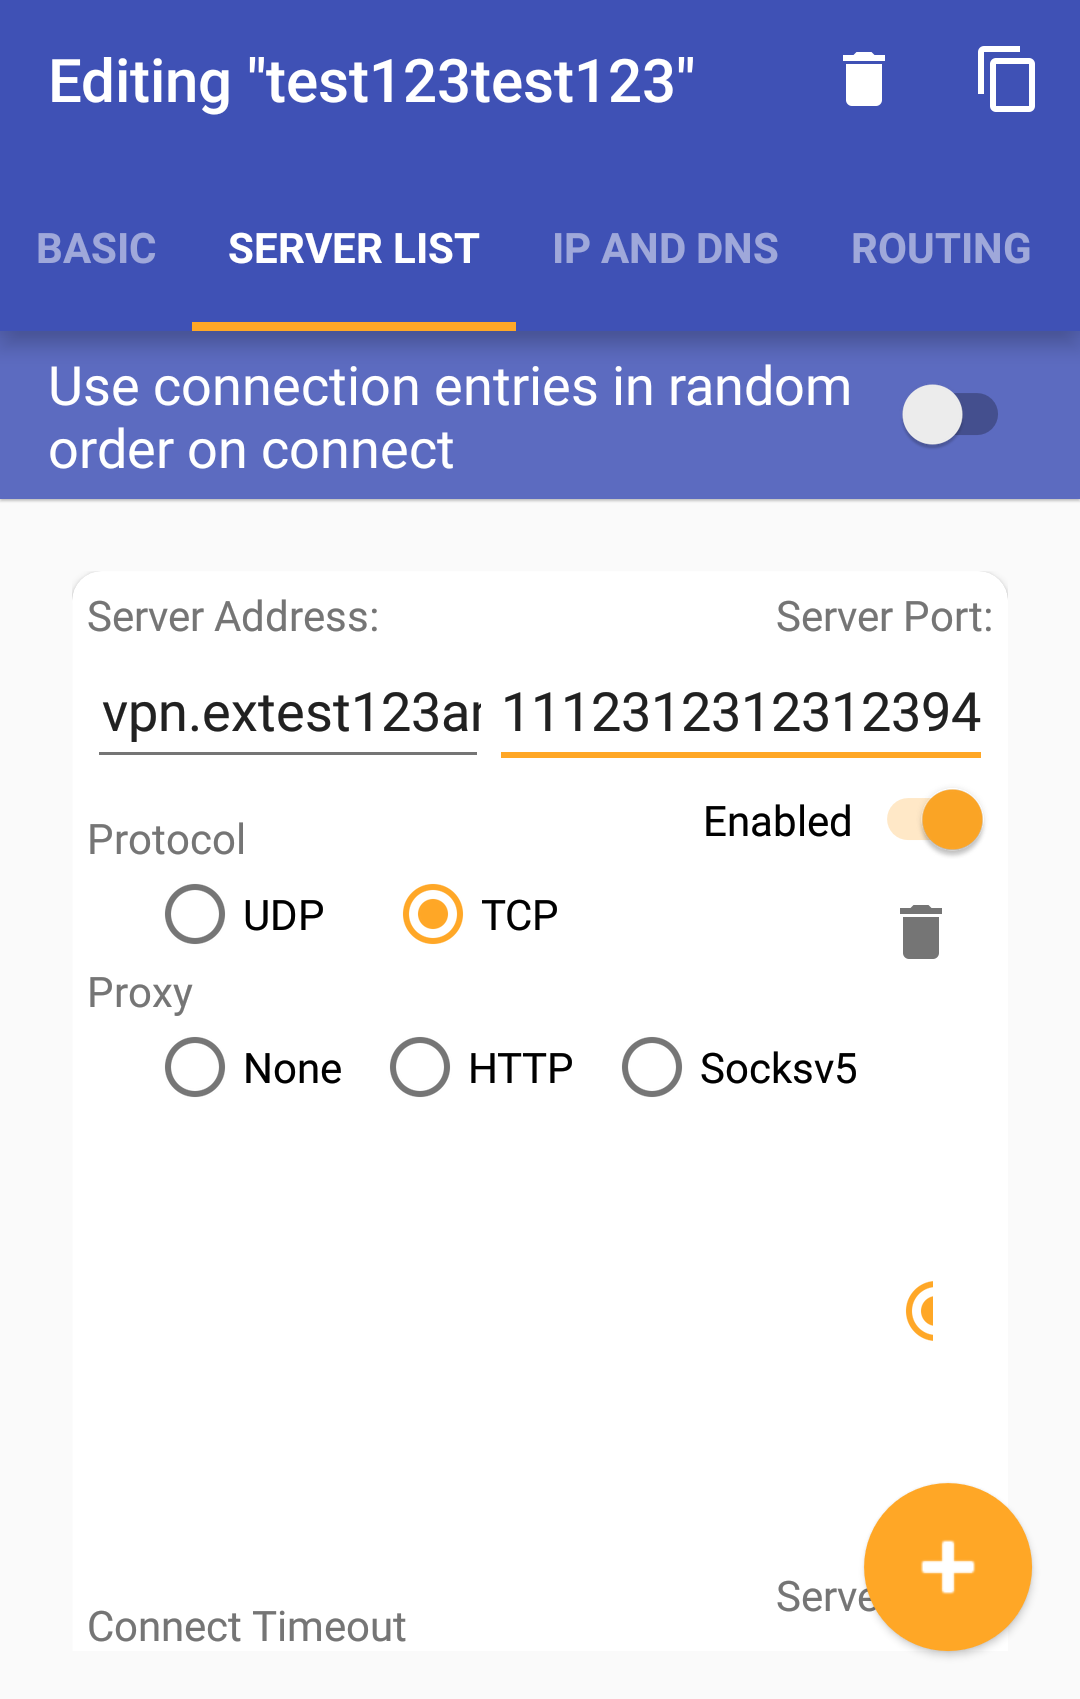 Editing "test123test123"
BASIC SERVER LIST IP AND DNS ROUTING
Use connection entries in random
order on connect
Server Address: Server Port:
vpn.extest123ar 1112312312312394
Enabled
Protocol
UDP TCP
Proxy
None HTTP Socksv5
Serve
Connect Timeout